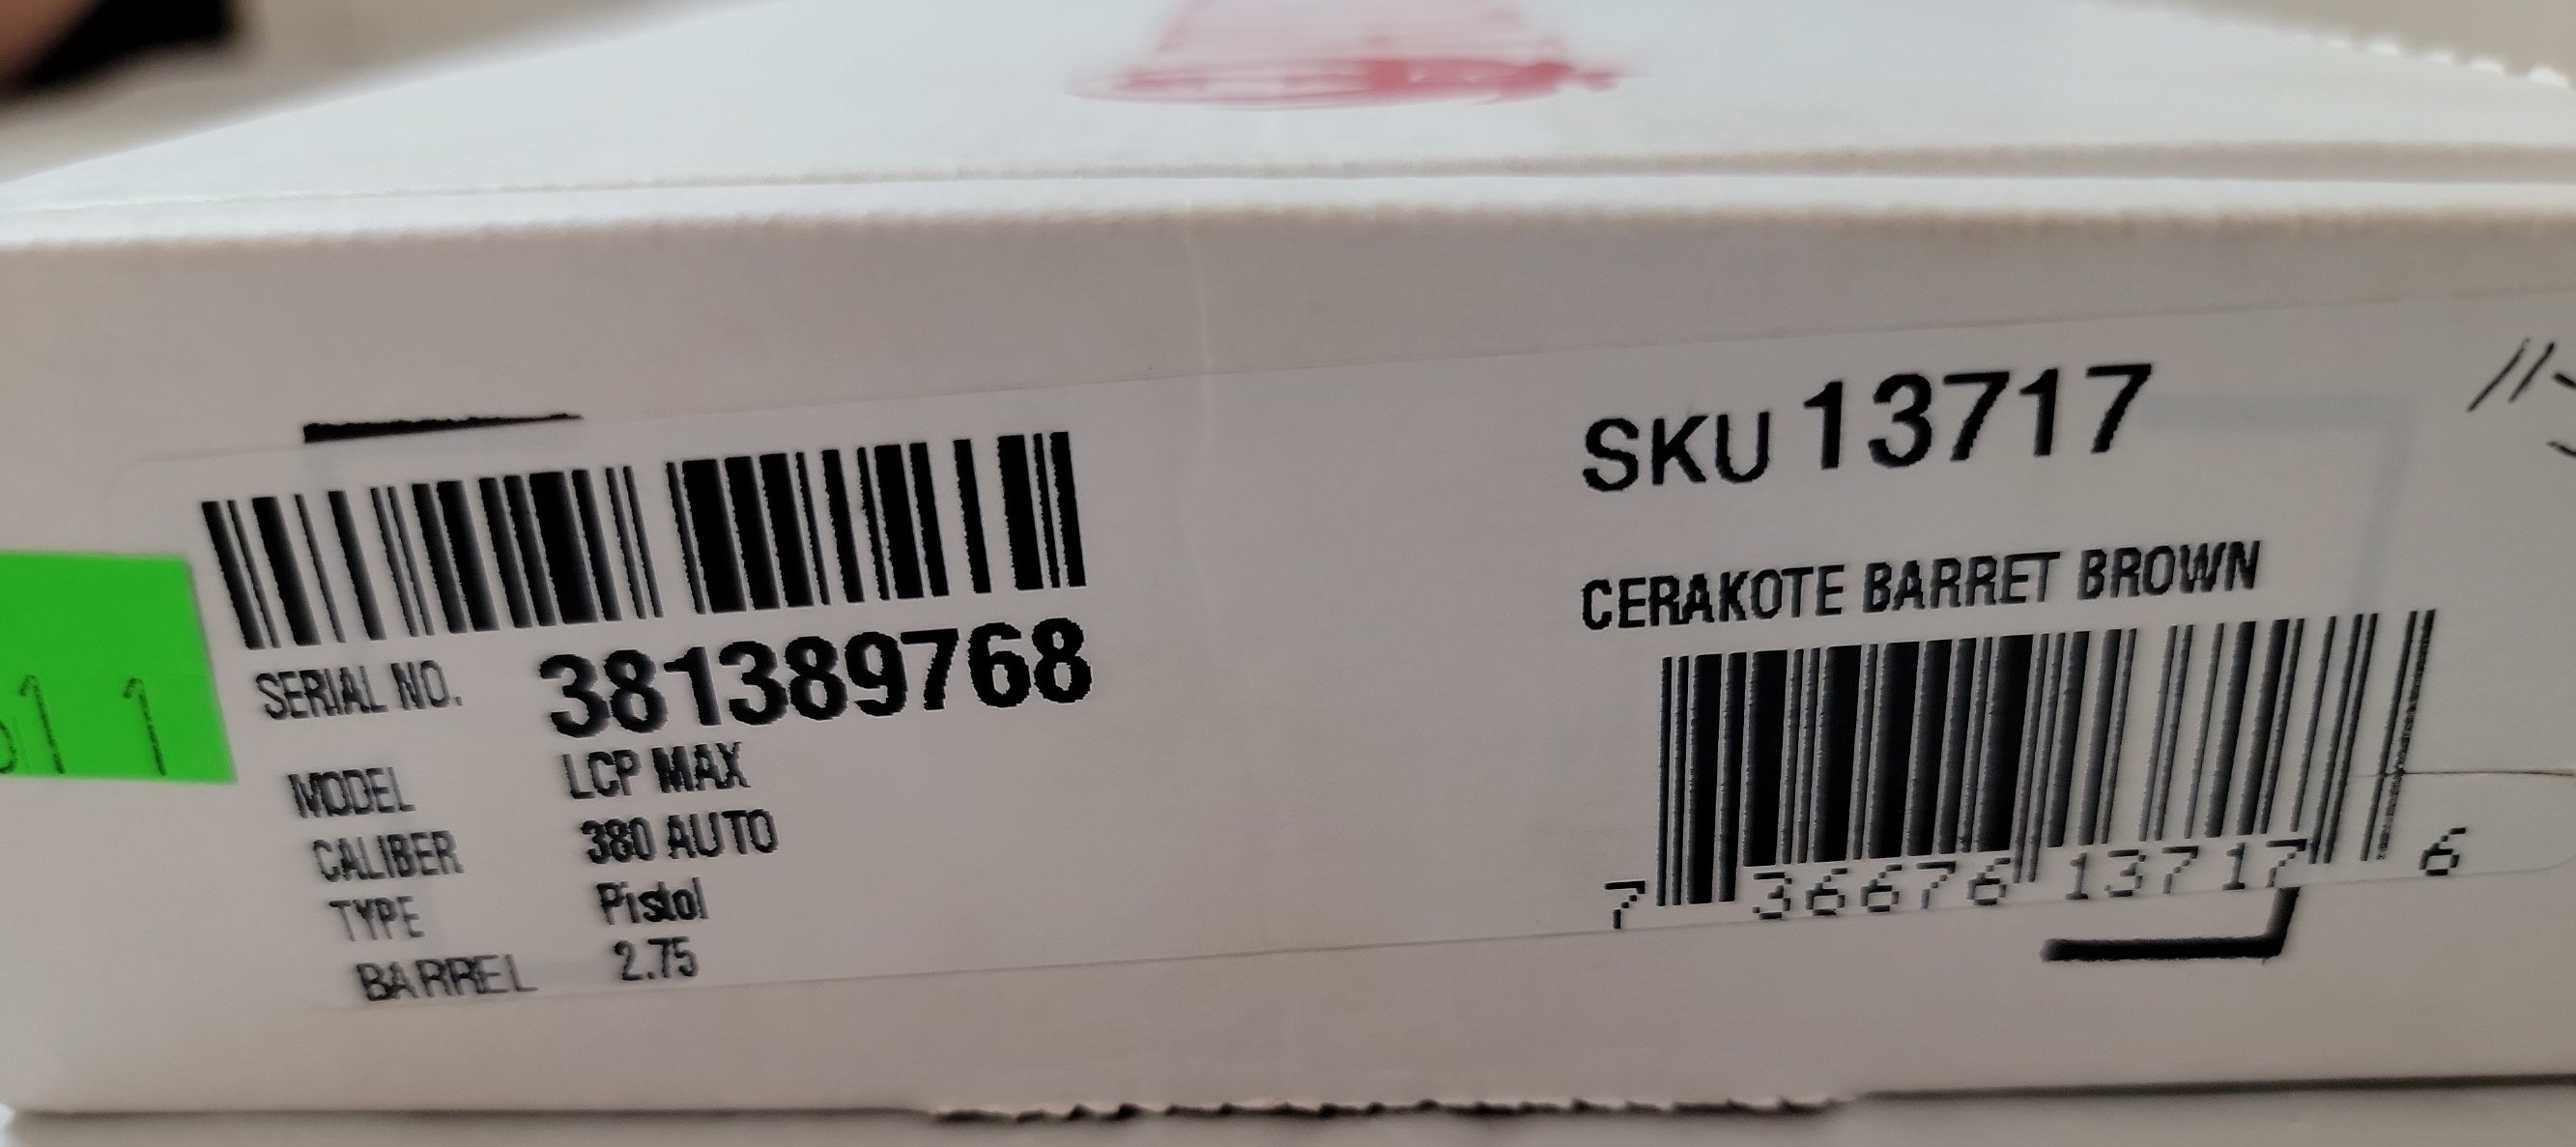 SKU 13717
CERAKOTE BARRET BROWN
SERIAL NO. 381389768
MODEL LCP MAX
CALIBER 380 AUTO
TYPE Pistol
BARREL 2.75
7 36676 13717 6
11